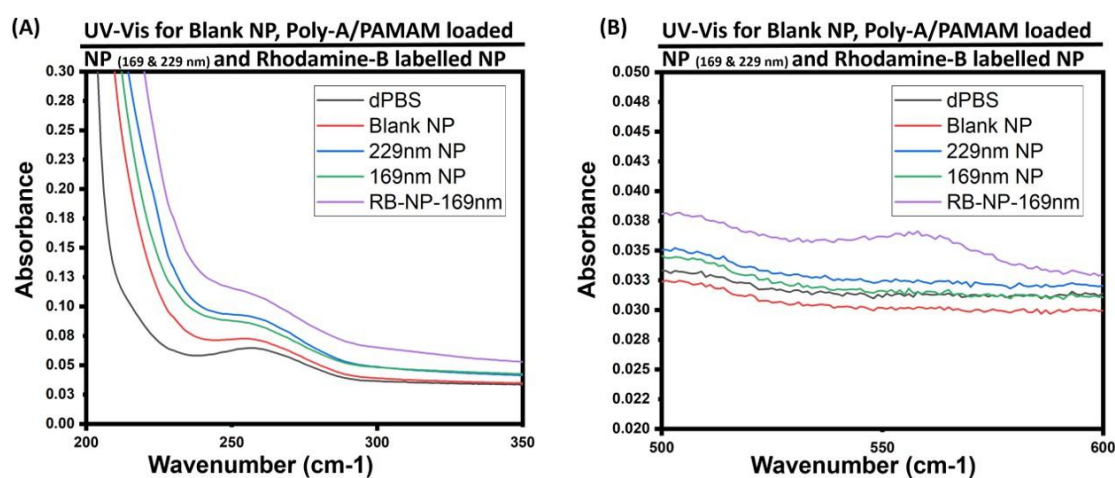 (A)
UV-Vis for Blank NP, Poly-A/PAMAM loaded
NP (169 & 229 nm) and Rhodamine-B labelled NP
Absorbance
0.30
0.28
0.25
0.23
0.20
0.18
0.15
0.13
0.10
0.08
0.05
0.03
0.00
dPBS
Blank NP
229nm NP
169nm NP
RB-NP-169nm
200
250
300
350
Wavenumber (cm-1)
(B)
UV-Vis for Blank NP, Poly-A/PAMAM loaded
NP (169 & 229 nm) and Rhodamine-B labelled NP
Absorbance
0.050
0.048
0.045
0.043
0.040
0.038
0.035
0.033
0.030
0.028
0.025
0.022
0.020
dPBS
Blank NP
229nm NP
169nm NP
RB-NP-169nm
500
550
600
Wavenumber (cm-1)